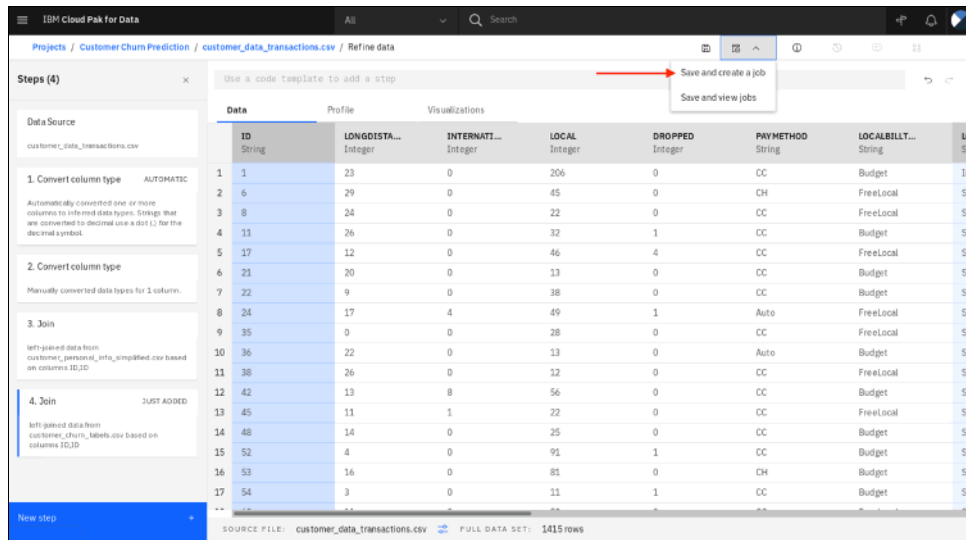 IBM Cloud Pak for Data
All
Search
Projects / Customer Churn Prediction / customer_data_transactions.csv / Refine data
Save and create a job
Save and view jobs
Steps (4)
Use a code template to add a step
Data Profile Visualizations
Data Source
customer_data_transactions.csv
1. Convert column type AUTOMATIC
Automatically converted one or more
columns to inferred data types. Strings that
are converted to decimal use a dot (.) for the
decimal symbol.
2. Convert column type
Manually converted data types for 1 column.
3. Join
left-joined data from
customer_personal_info_simplified.csv based
on columns ID,ID
4. Join JUST ADDED
left-joined data from
customer_churn_labels.csv based on
columns ID,ID
New step +
ID LONGDISTA... INTERNATI... LOCAL DROPPED PAYMETHOD LOCALBILLT...
String Integer Integer Integer Integer String String
1 1 23 0 206 0 CC Budget
2 6 29 0 45 0 CH FreeLocal
3 8 24 0 22 0 CC FreeLocal
4 11 26 0 32 1 CC Budget
5 17 12 0 46 4 CC FreeLocal
6 21 20 0 13 0 CC Budget
7 22 9 0 38 0 CC Budget
8 24 17 4 49 1 Auto FreeLocal
9 35 0 0 28 0 CC FreeLocal
10 36 22 0 13 0 Auto Budget
11 38 26 0 12 0 CC FreeLocal
12 42 13 8 56 0 CC Budget
13 45 11 1 22 0 CC FreeLocal
14 48 14 0 25 0 CC Budget
15 52 4 0 91 1 CC Budget
16 53 16 0 81 0 CH Budget
17 54 3 0 11 1 CC Budget
SOURCE FILE: customer_data_transactions.csv FULL DATA SET: 1415 rows